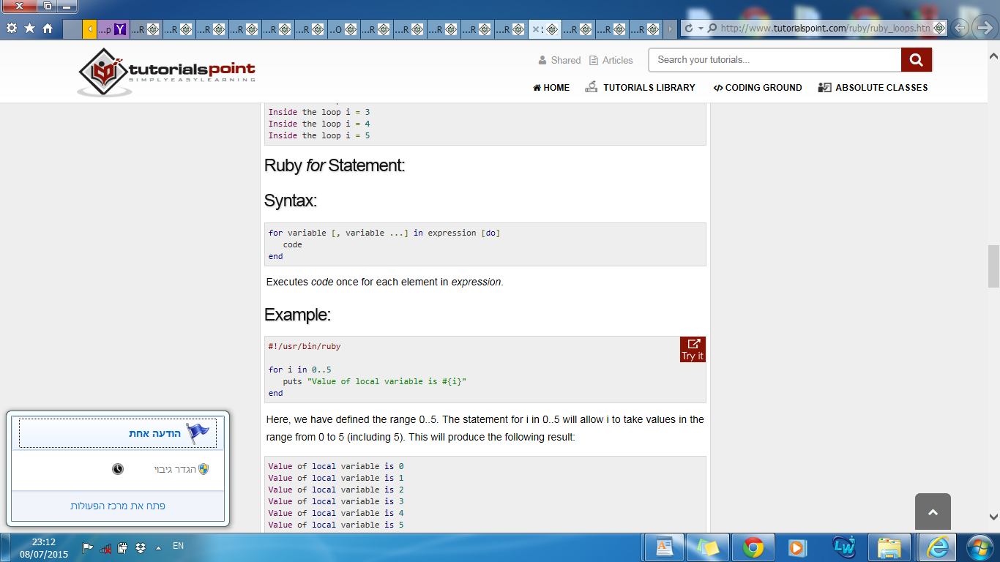 ...p
...R
...R
...R
...R
...R
...R
...O
...R
...R
...R
...R
...R
...R
...R
...R
http://www.tutorialspoint.com/ruby/ruby_loops.htn
tutorialspoint
SIMPLYEASYLEARNING
Shared
Articles
Search your tutorials...
HOME
TUTORIALS LIBRARY
</> CODING GROUND
ABSOLUTE CLASSES
Inside the loop i = 3
Inside the loop i = 4
Inside the loop i = 5
Ruby for Statement:
Syntax:
for variable [, variable ...] in expression [do]
   code
end
Executes code once for each element in expression.
Example:
#!/usr/bin/ruby
Try it
for i in 0..5
   puts "Value of local variable is #{i}"
end
Here, we have defined the range 0..5. The statement for i in 0..5 will allow i to take values in the
range from 0 to 5 (including 5). This will produce the following result:
Value of local variable is 0
Value of local variable is 1
Value of local variable is 2
Value of local variable is 3
Value of local variable is 4
Value of local variable is 5
הודעה אחת
הגדר גיבוי
פתח את מרכז הפעולות
23:12
08/07/2015
EN